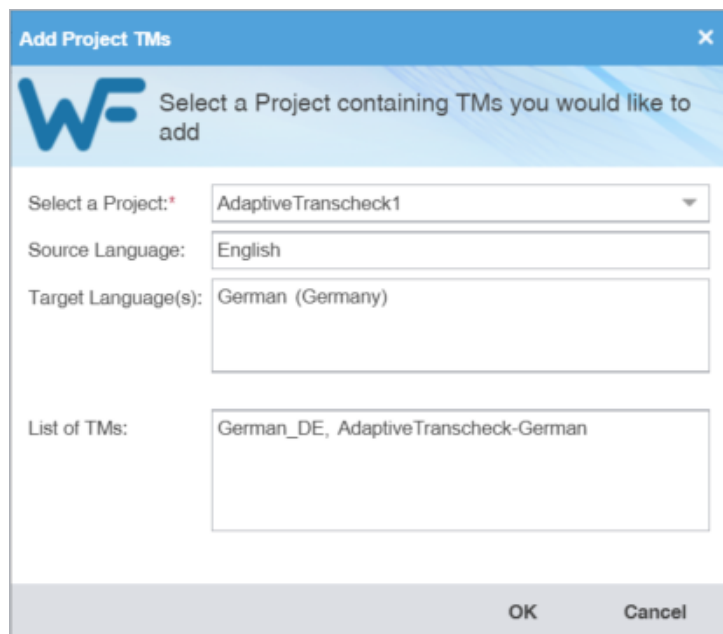 Add Project TMs
WF
Select a Project containing TMs you would like to
add
Select a Project:* AdaptiveTranscheck1
Source Language: English
Target Language(s): German (Germany)
List of TMs: German_DE, AdaptiveTranscheck-German
OK Cancel